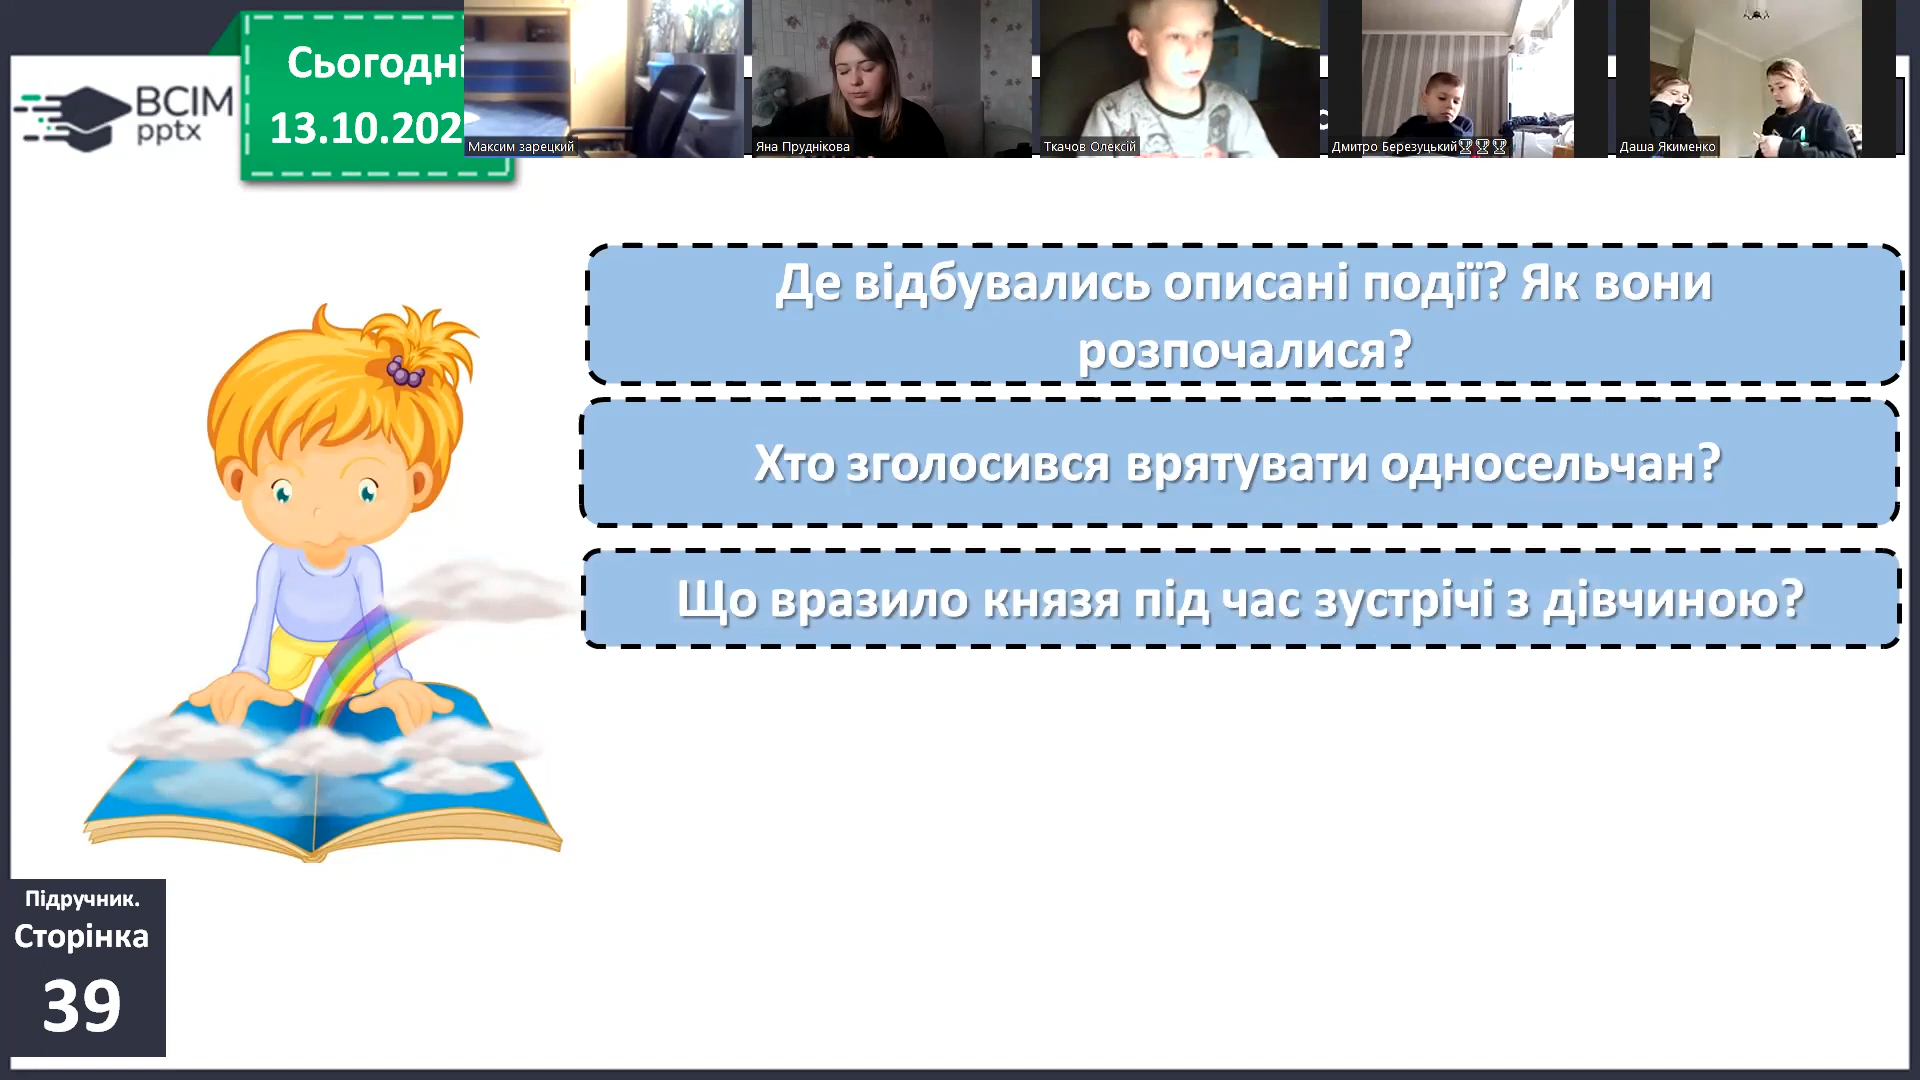 Сьогодні
13.10.202
ВСІМ
pptx
Максим зарецкий
Яна Пруднікова
Ткачов Олексій
Дмитро Березуцький🏆🏆🏆
Даша Якименко
Де відбувались описані події? Як вони
розпочалися?
Хто зголосився врятувати односельчан?
Що вразило князя під час зустрічі з дівчиною?
Підручник.
Сторінка
39